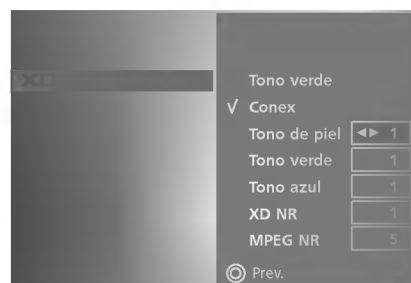 XD
Tono verde
√ Conex
Tono de piel ◀▶ 1
Tono verde 1
Tono azul 1
XD NR 1
MPEG NR 5
Prev.